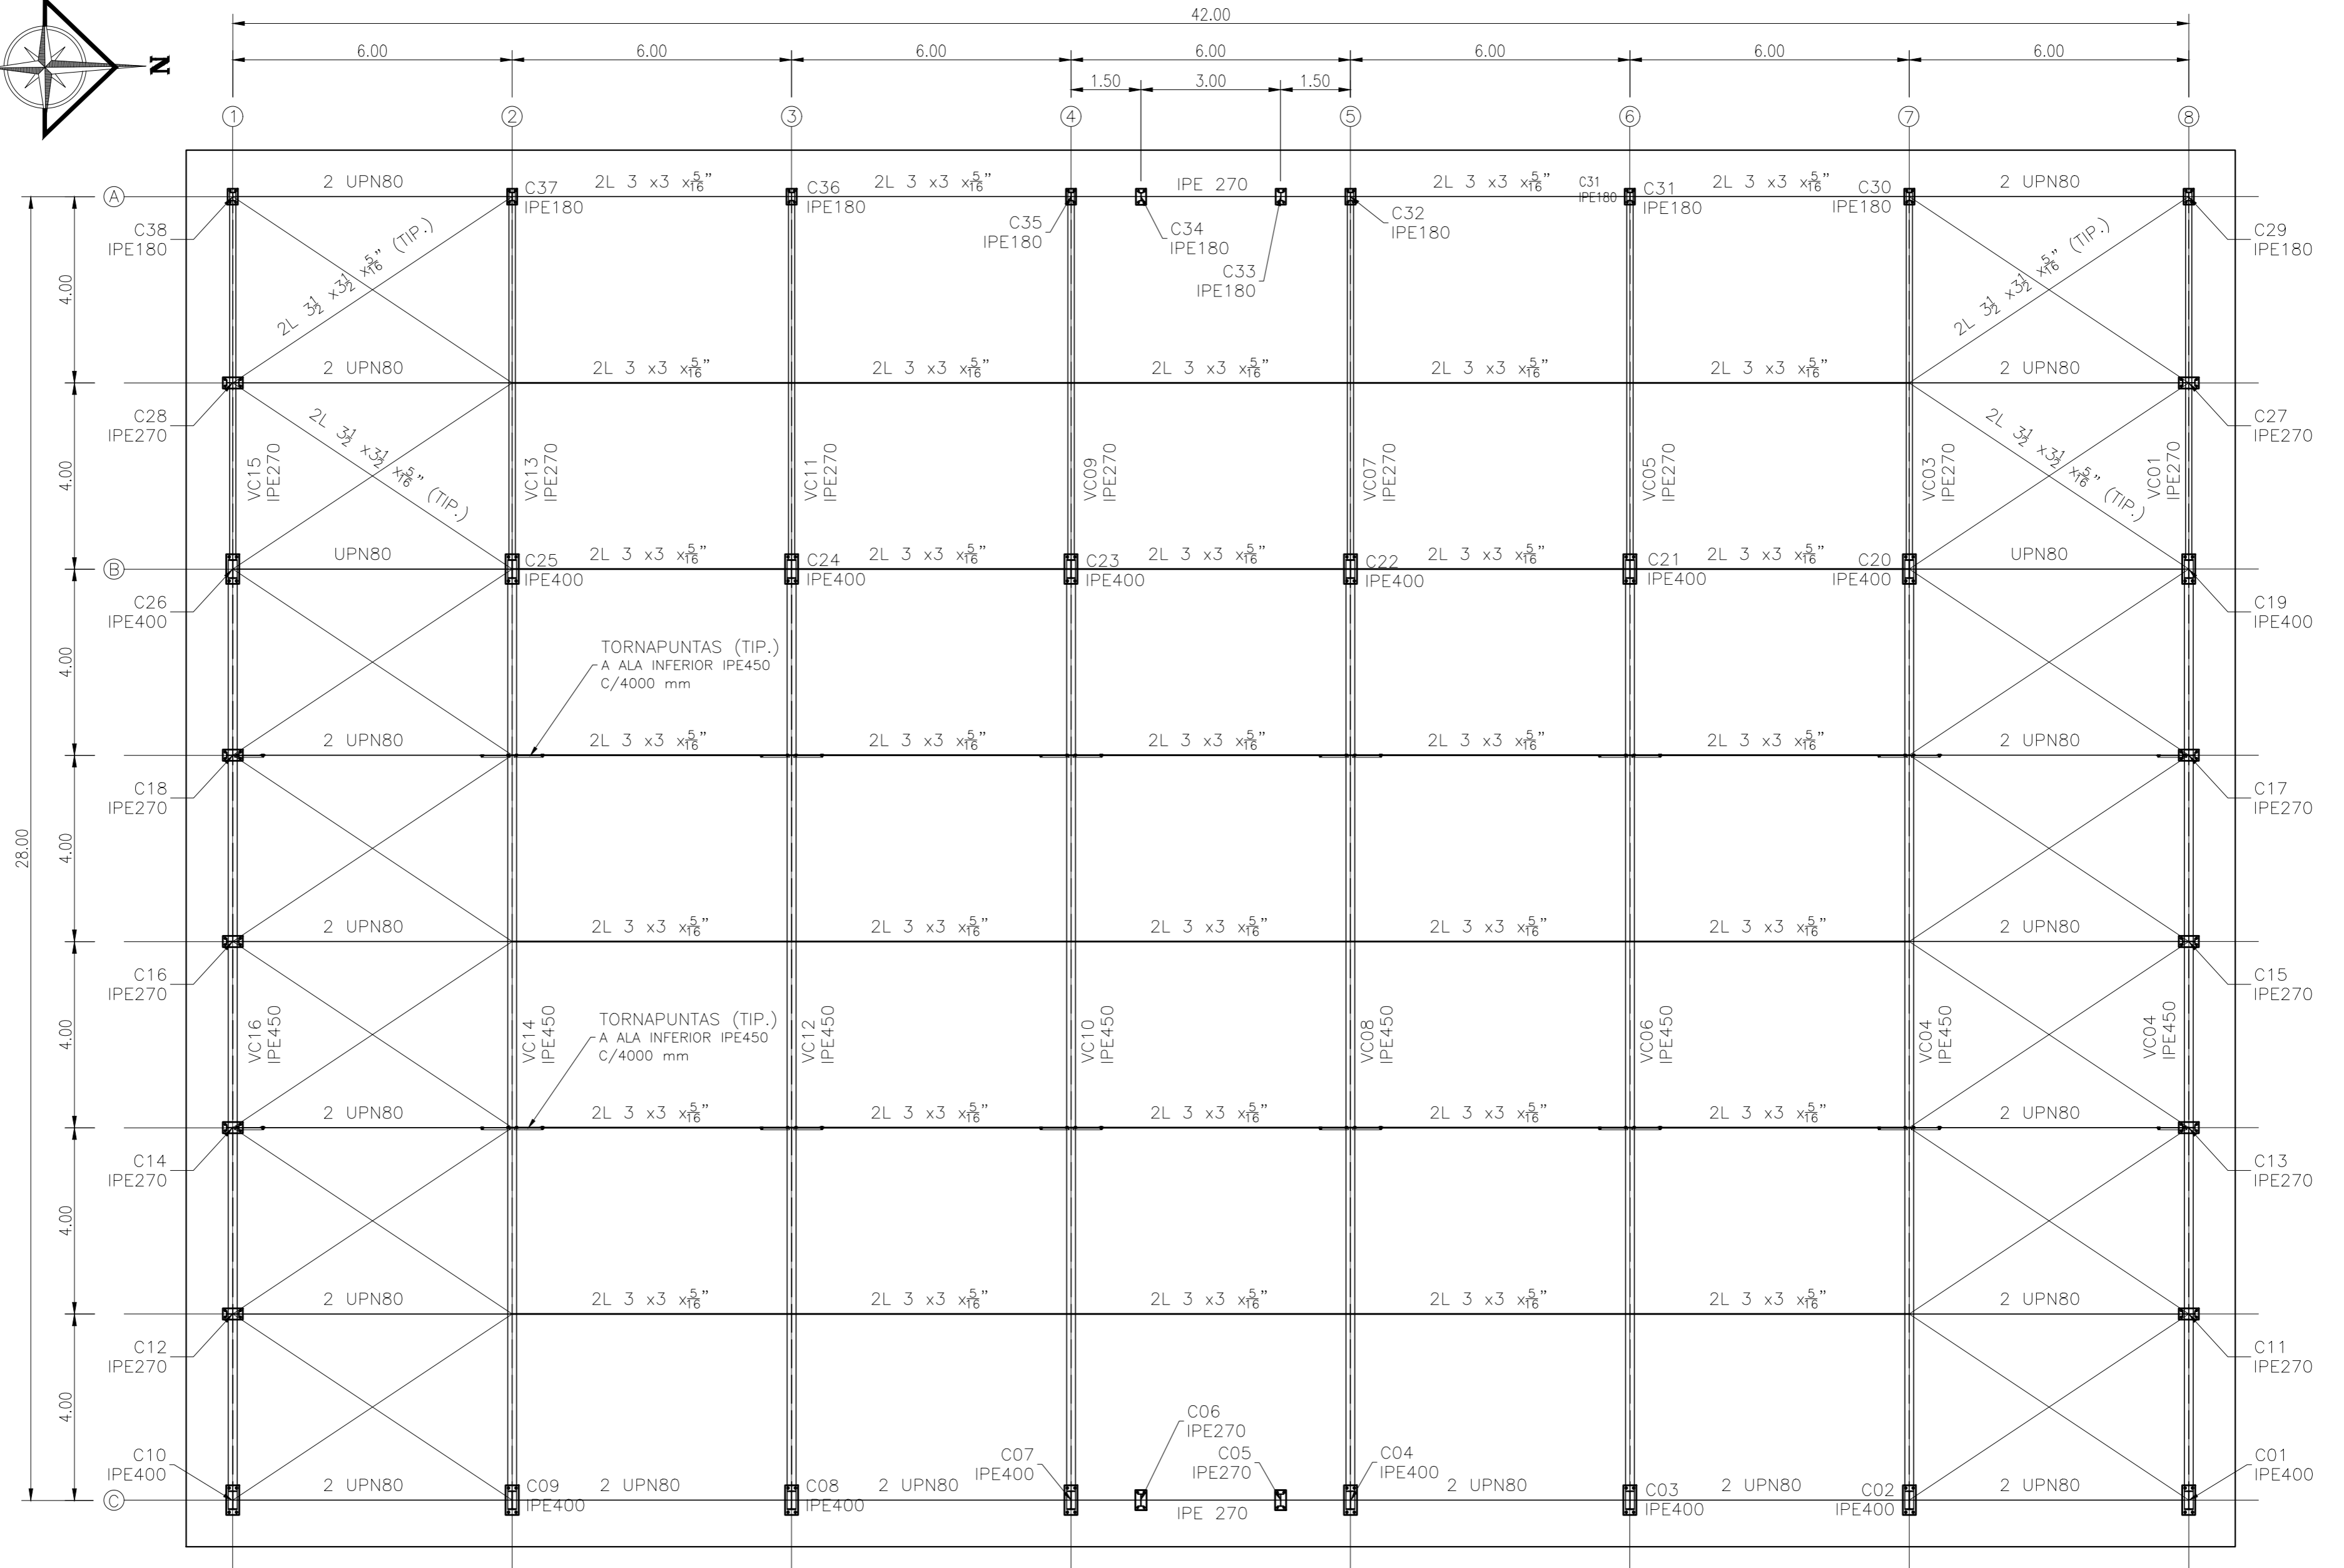 42.00
6.00 6.00 6.00 6.00 6.00 6.00 6.00
N
1.50 3.00 1.50
1 2 3 4 5 6 7 8
A
2 UPN80
2L 3 x3 x5/16"
2L 3 x3 x5/16"
IPE 270
2L 3 x3 x5/16"
2L 3 x3 x5/16"
2 UPN80
C38
IPE180
C37
IPE180
C36
IPE180
C35
IPE180
C34
IPE180
C33
IPE180
C32
IPE180
C31
IPE180
C31
IPE180
C30
IPE180
C29
IPE180
4.00
2L 3 1/2 x3 1/2 x5/16" (TIP.)
2L 3 1/2 x3 1/2 x5/16" (TIP.)
2 UPN80
2L 3 x3 x5/16"
2L 3 x3 x5/16"
2L 3 x3 x5/16"
2L 3 x3 x5/16"
2L 3 x3 x5/16"
2 UPN80
C28
IPE270
C27
IPE270
4.00
2L 3 1/2 x3 1/2 x5/16" (TIP.)
2L 3 1/2 x3 1/2 x5/16" (TIP.)
VC15
IPE270
VC13
IPE270
VC11
IPE270
VC09
IPE270
VC07
IPE270
VC05
IPE270
VC03
IPE270
VC01
IPE270
B
UPN80
2L 3 x3 x5/16"
2L 3 x3 x5/16"
2L 3 x3 x5/16"
2L 3 x3 x5/16"
2L 3 x3 x5/16"
UPN80
C26
IPE400
C25
IPE400
C24
IPE400
C23
IPE400
C22
IPE400
C21
IPE400
C20
IPE400
C19
IPE400
4.00
TORNAPUNTAS (TIP.)
A ALA INFERIOR IPE450
C/4000 mm
2 UPN80
2L 3 x3 x5/16"
2L 3 x3 x5/16"
2L 3 x3 x5/16"
2L 3 x3 x5/16"
2L 3 x3 x5/16"
2 UPN80
C18
IPE270
C17
IPE270
28.00
4.00
2 UPN80
2L 3 x3 x5/16"
2L 3 x3 x5/16"
2L 3 x3 x5/16"
2L 3 x3 x5/16"
2L 3 x3 x5/16"
2 UPN80
C16
IPE270
C15
IPE270
4.00
VC16
IPE450
VC14
IPE450
TORNAPUNTAS (TIP.)
A ALA INFERIOR IPE450
C/4000 mm
VC12
IPE450
VC10
IPE450
VC08
IPE450
VC06
IPE450
VC04
IPE450
VC04
IPE450
2 UPN80
2L 3 x3 x5/16"
2L 3 x3 x5/16"
2L 3 x3 x5/16"
2L 3 x3 x5/16"
2L 3 x3 x5/16"
2 UPN80
C14
IPE270
C13
IPE270
4.00
2 UPN80
2L 3 x3 x5/16"
2L 3 x3 x5/16"
2L 3 x3 x5/16"
2L 3 x3 x5/16"
2L 3 x3 x5/16"
2 UPN80
C12
IPE270
C11
IPE270
4.00
C10
IPE400
C
2 UPN80
C09
IPE400
2 UPN80
C08
IPE400
2 UPN80
C07
IPE400
C06
IPE270
C05
IPE270
IPE 270
C04
IPE400
2 UPN80
C03
IPE400
2 UPN80
C02
IPE400
2 UPN80
C01
IPE400